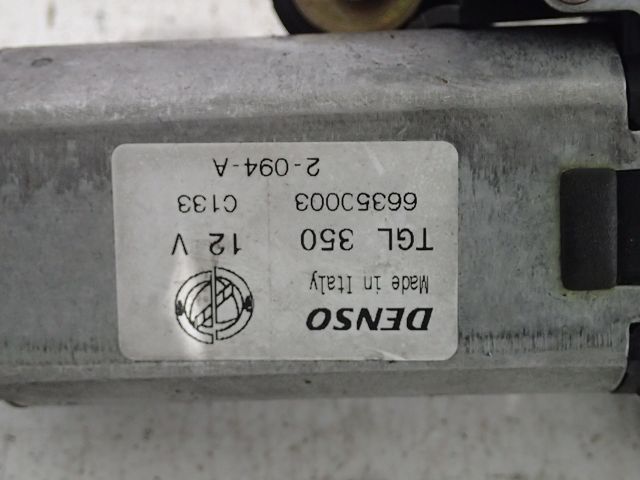 DENSO
Made in Italy
TGL 350 12 V
66350003 C133
2-094-A